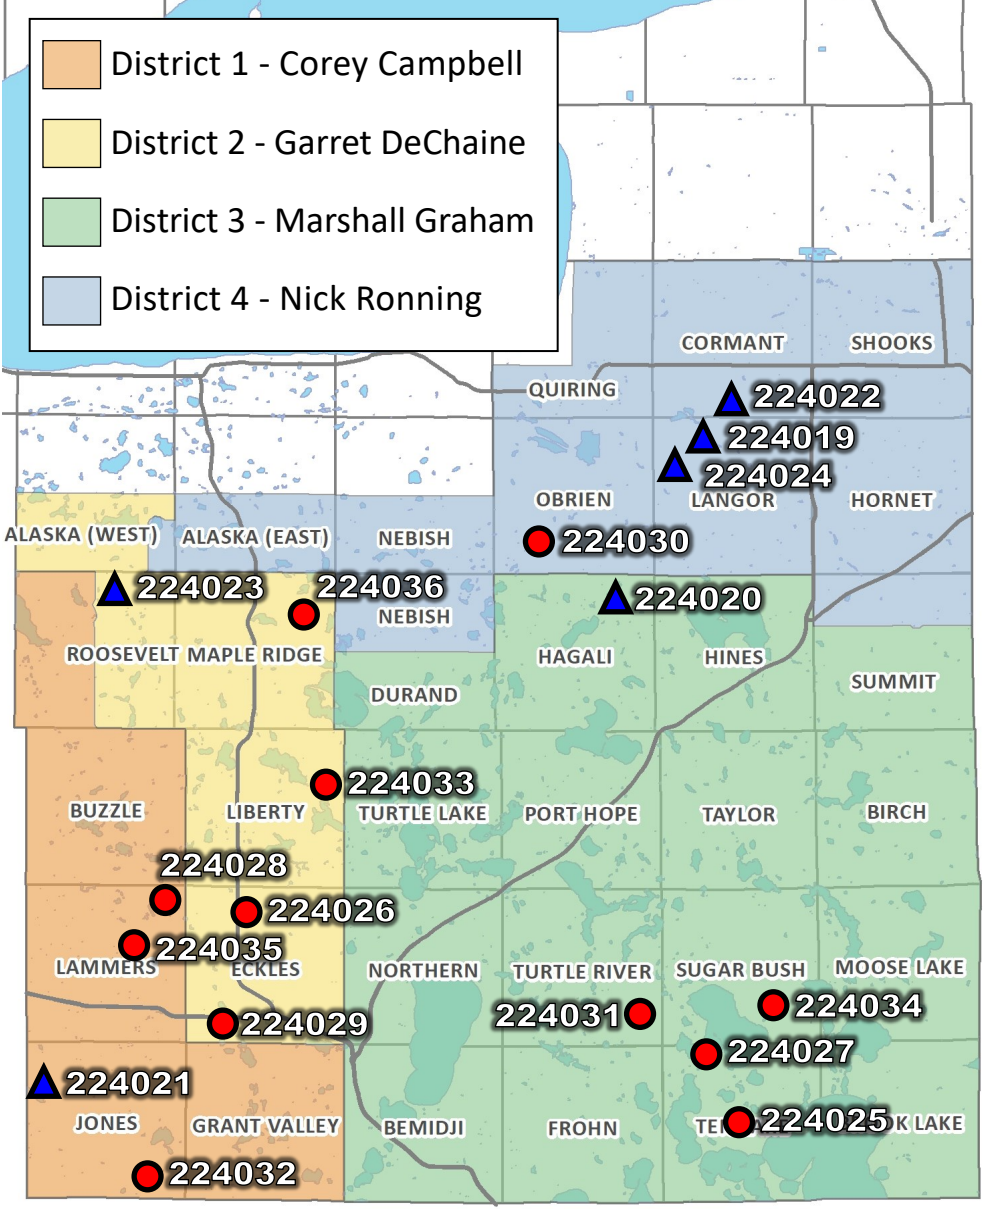 District 1 - Corey Campbell
District 2 - Garret DeChaine
District 3 - Marshall Graham
District 4 - Nick Ronning
CORMANT
SHOOKS
QUIRING
224022
224019
224024
OBRIEN
LANGOR
HORNET
ALASKA (WEST)
ALASKA (EAST)
NEBISH
224030
224023
224036
224020
NEBISH
ROOSEVELT
MAPLE RIDGE
HAGALI
HINES
DURAND
SUMMIT
224033
BUZZLE
LIBERTY
TURTLE LAKE
PORT HOPE
TAYLOR
BIRCH
224028
224026
224035
LAMMERS
ECKLES
NORTHERN
TURTLE RIVER
SUGAR BUSH
MOOSE LAKE
224034
224031
224029
224027
224021
JONES
GRANT VALLEY
BEMIDJI
FROHN
224025
LAKE
224032